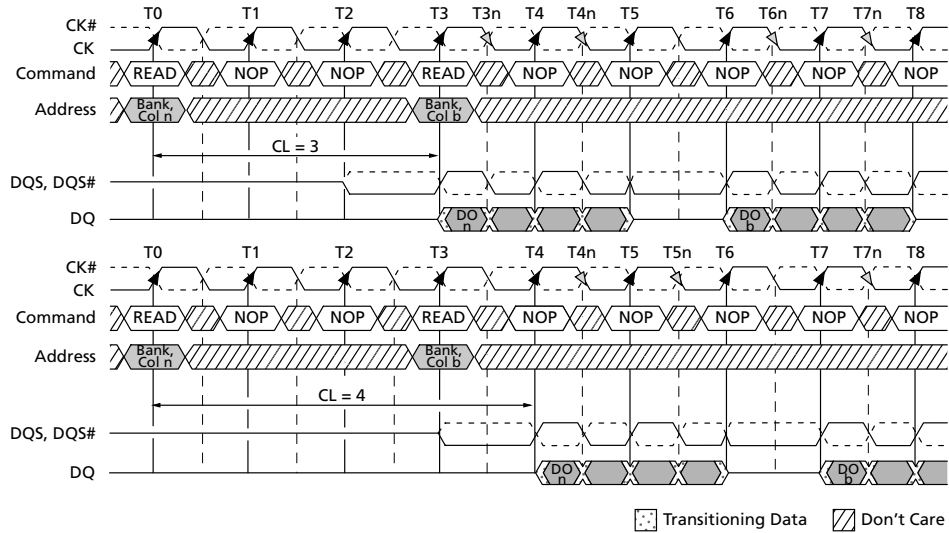 T0 T1 T2 T3 T3n T4 T4n T5 T6 T6n T7 T7n T8
CK#
CK
Command READ NOP NOP READ NOP NOP NOP NOP NOP
Address Bank, Col n Bank, Col b
CL = 3
DQS, DQS#
DQ DO n DO b
T0 T1 T2 T3 T4 T4n T5 T5n T6 T7 T7n T8
CK#
CK
Command READ NOP NOP READ NOP NOP NOP NOP NOP
Address Bank, Col n Bank, Col b
CL = 4
DQS, DQS#
DQ DO n DO b
Transitioning Data Don't Care